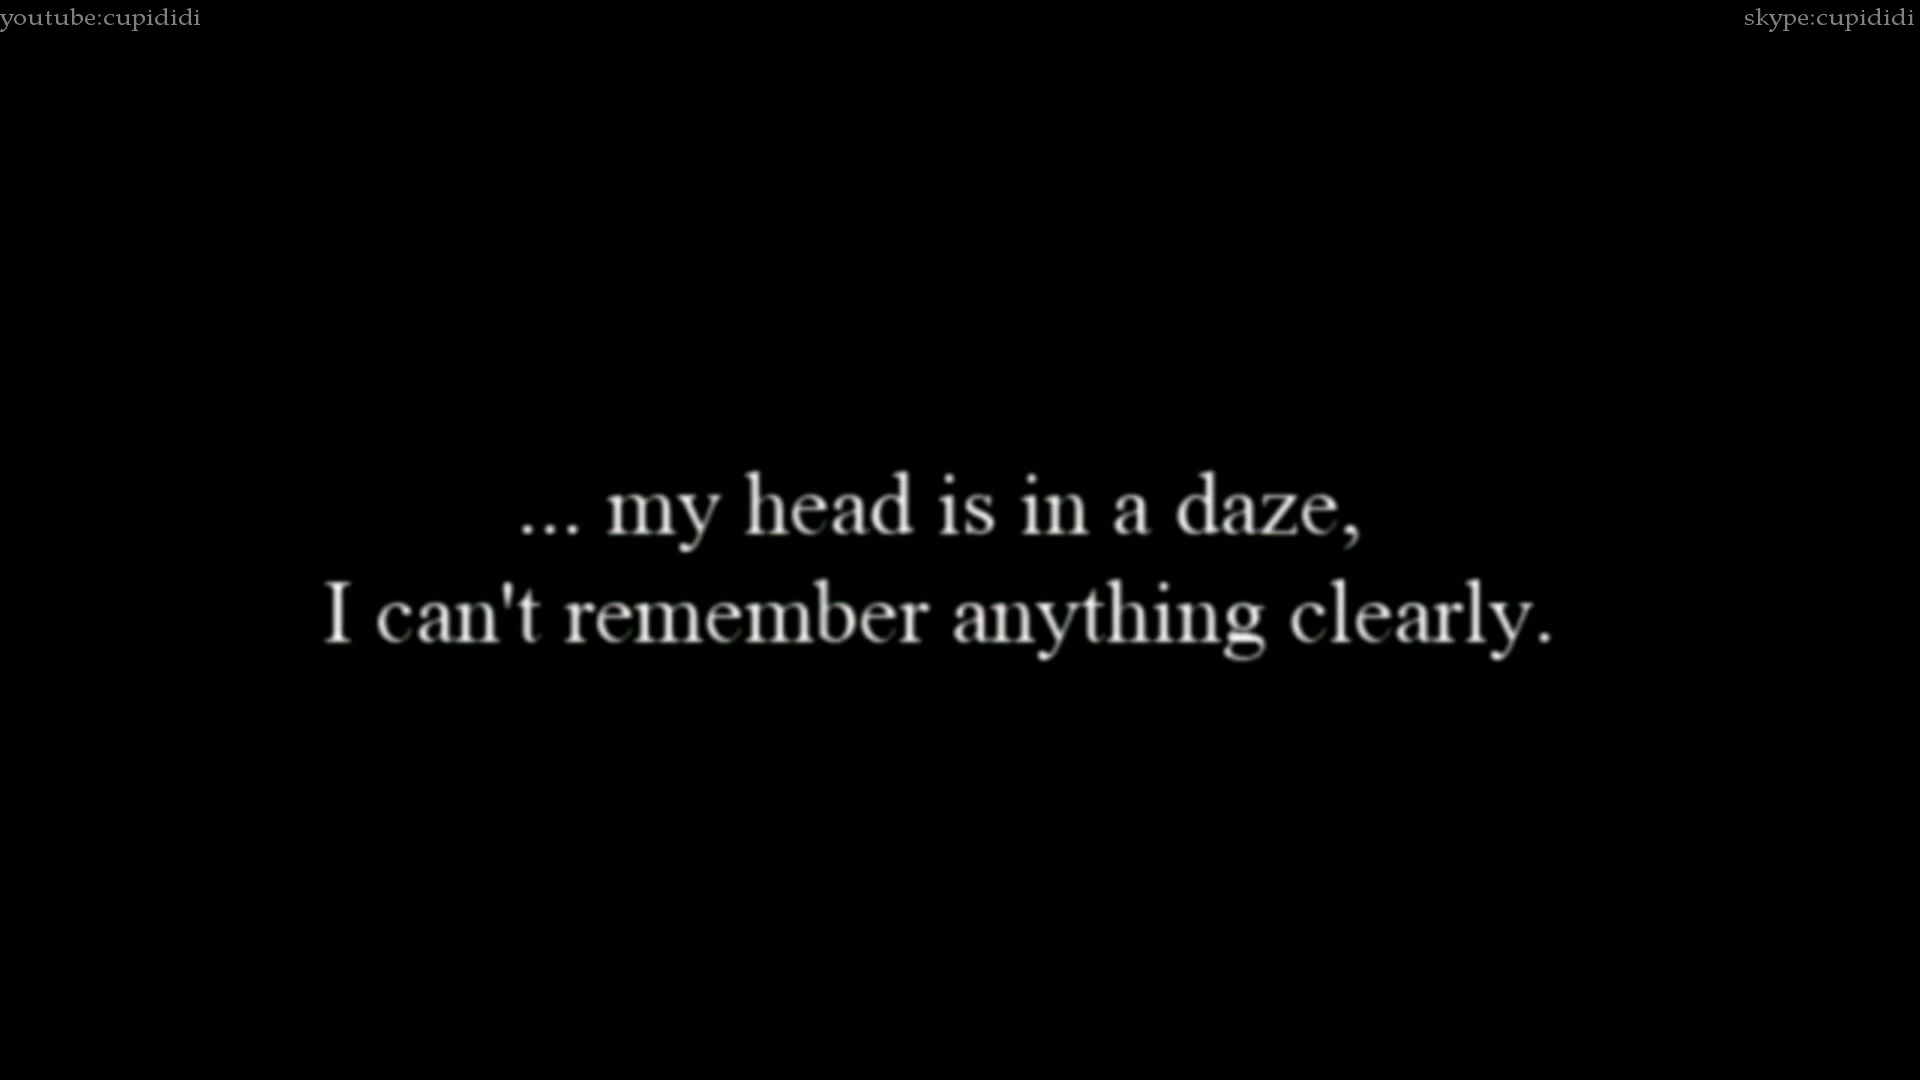 youtube:cupididi
skype:cupididi
... my head is in a daze,
I can't remember anything clearly.